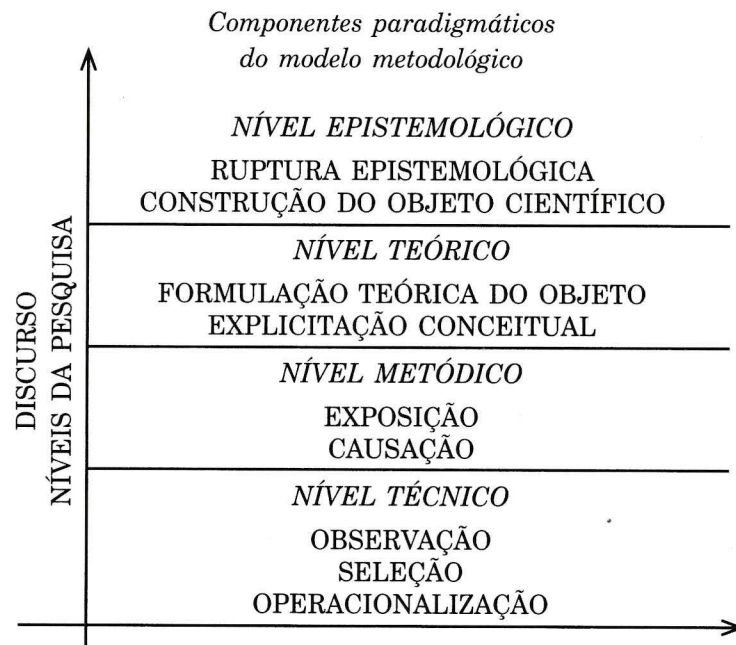 Componentes paradigmáticos
do modelo metodológico
NÍVEL EPISTEMOLÓGICO
RUPTURA EPISTEMOLÓGICA
CONSTRUÇÃO DO OBJETO CIENTÍFICO
NÍVEL TEÓRICO
FORMULAÇÃO TEÓRICA DO OBJETO
EXPLICITAÇÃO CONCEITUAL
NÍVEL METÓDICO
EXPOSIÇÃO
CAUSAÇÃO
NÍVEL TÉCNICO
OBSERVAÇÃO
SELEÇÃO
OPERACIONALIZAÇÃO
DISCURSO
NÍVEIS DA PESQUISA